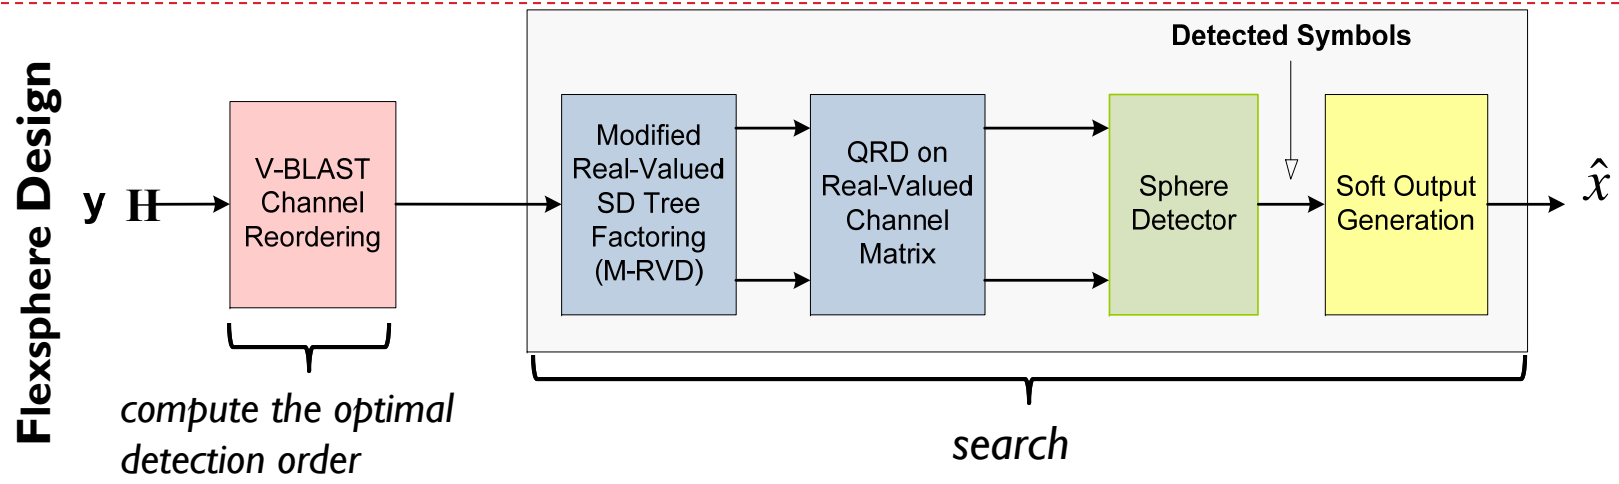 Flexsphere Design
y H
V-BLAST
Channel
Reordering
compute the optimal
detection order
Modified
Real-Valued
SD Tree
Factoring
(M-RVD)
QRD on
Real-Valued
Channel
Matrix
Sphere
Detector
Detected Symbols
Soft Output
Generation
x̂
search